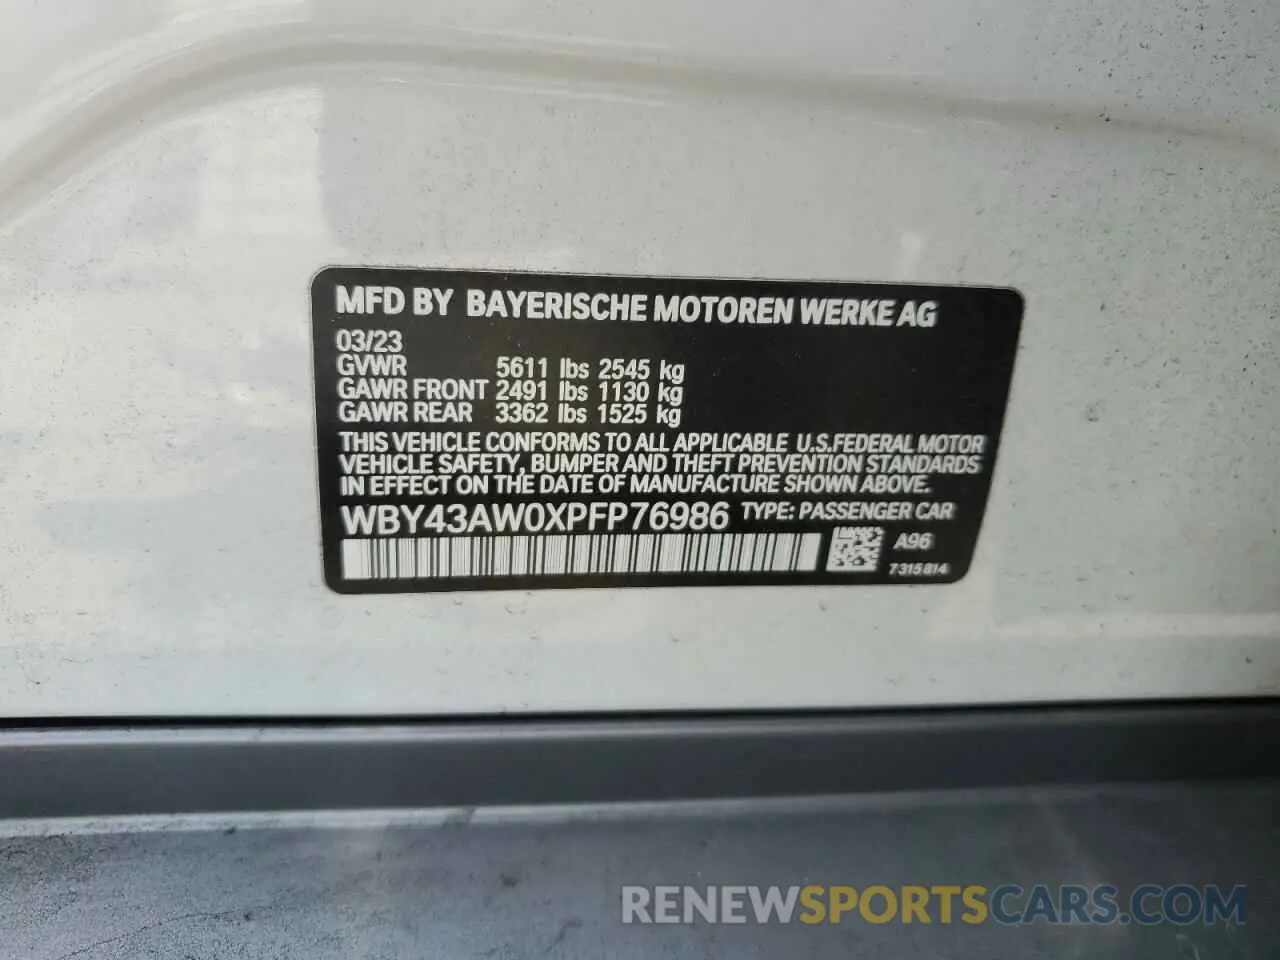 MFD BY BAYERISCHE MOTOREN WERKE AG
03/23
GVWR 5611 lbs 2545 kg
GAWR FRONT 2491 lbs 1130 kg
GAWR REAR 3362 lbs 1525 kg
THIS VEHICLE CONFORMS TO ALL APPLICABLE U.S.FEDERAL MOTOR
VEHICLE SAFETY, BUMPER AND THEFT PREVENTION STANDARDS
IN EFFECT ON THE DATE OF MANUFACTURE SHOWN ABOVE.
WBY43AW0XPFP76986 TYPE: PASSENGER CAR
A96
7315814
RENEWSPORTSCARS.COM